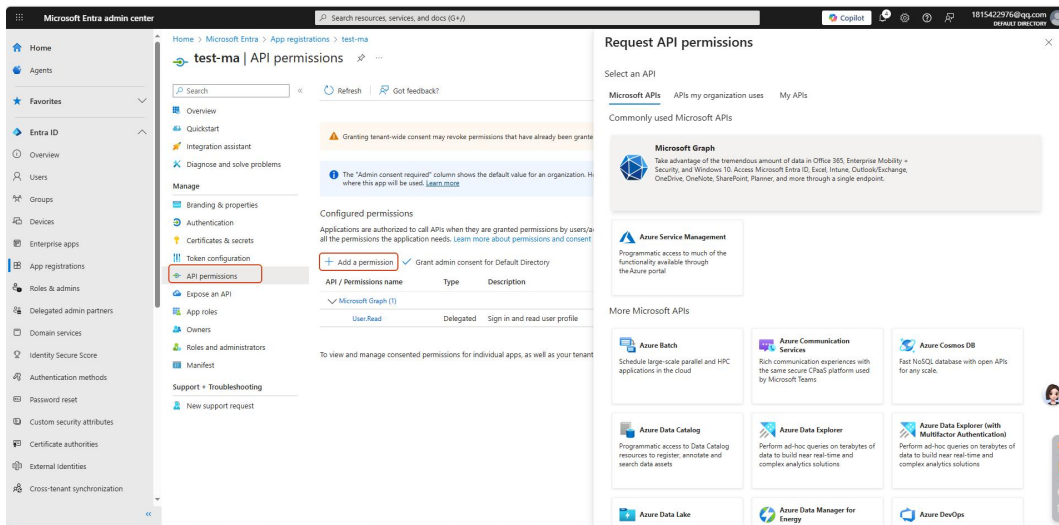 Microsoft Entra admin center
Search resources, services, and docs (G+/)
Copilot
1815422976@qq.com
DEFAULT DIRECTORY
Home
Agents
Favorites
Entra ID
Overview
Users
Groups
Devices
Enterprise apps
App registrations
Roles & admins
Delegated admin partners
Domain services
Identity Secure Score
Authentication methods
Password reset
Custom security attributes
Certificate authorities
External Identities
Cross-tenant synchronization
Home > Microsoft Entra > App registrations > test-ma
test-ma | API permissions
Search
Overview
Quickstart
Integration assistant
Diagnose and solve problems
Manage
Branding & properties
Authentication
Certificates & secrets
Token configuration
API permissions
Expose an API
App roles
Owners
Roles and administrators
Manifest
Support + Troubleshooting
New support request
Refresh
Got feedback?
Granting tenant-wide consent may revoke permissions that have already been grante
The "Admin consent required" column shows the default value for an organization. H
where this app will be used. Learn more
Configured permissions
Applications are authorized to call APIs when they are granted permissions by users/a
all the permissions the application needs. Learn more about permissions and consent
Add a permission
Grant admin consent for Default Directory
API / Permissions name Type Description
Microsoft Graph (1)
User.Read Delegated Sign in and read user profile
To view and manage consented permissions for individual apps, as well as your tenant
Request API permissions
Select an API
Microsoft APIs APIs my organization uses My APIs
Commonly used Microsoft APIs
Microsoft Graph
Take advantage of the tremendous amount of data in Office 365, Enterprise Mobility +
Security, and Windows 10. Access Microsoft Entra ID, Excel, Intune, Outlook/Exchange,
OneDrive, OneNote, SharePoint, Planner, and more through a single endpoint.
Azure Service Management
Programmatic access to much of the
functionality available through
the Azure portal
More Microsoft APIs
Azure Batch
Schedule large-scale parallel and HPC
applications in the cloud
Azure Communication
Services
Rich communication experiences with
the same secure CPaaS platform used
by Microsoft Teams
Azure Cosmos DB
Fast NoSQL database with open APIs
for any scale.
Azure Data Catalog
Programmatic access to Data Catalog
resources to register, annotate and
search data assets
Azure Data Explorer
Perform ad-hoc queries on terabytes of
data to build near real-time and
complex analytics solutions
Azure Data Explorer (with
Multifactor Authentication)
Perform ad-hoc queries on terabytes of
data to build near real-time and
complex analytics solutions
Azure Data Lake
Azure Data Manager for
Energy
Azure DevOps